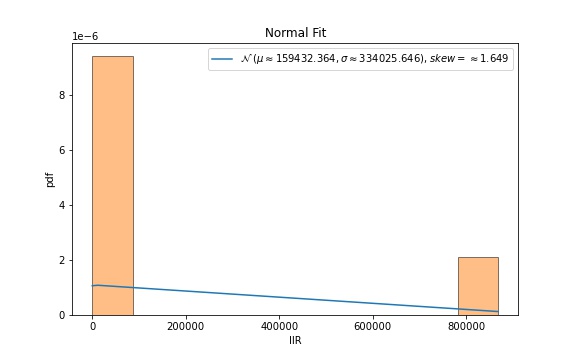 Normal Fit
1e−6
𝒩(μ ≈ 159432.364, σ ≈ 334025.646), skew = ≈ 1.649
8
6
4
2
0
pdf
0 200000 400000 600000 800000
IIR